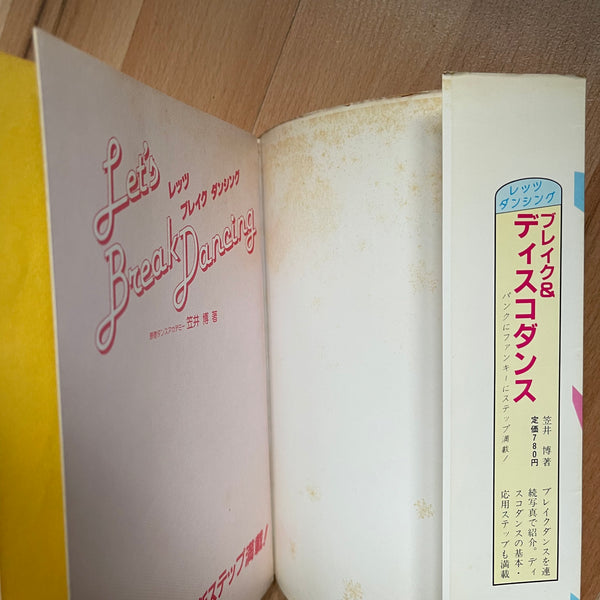 Let's
レッツ
ブレイク ダンシング
Break Dancing
笠井 博 著
ステップ満載!
レッツ
ダンシング
ブレイク&
ディスコダンス
パンクにファンキーにステップ満載!
笠井 博著
定価780円
ブレイクダンスを連
続写真で紹介。ディ
スコダンスの基本・
応用ステップも満載